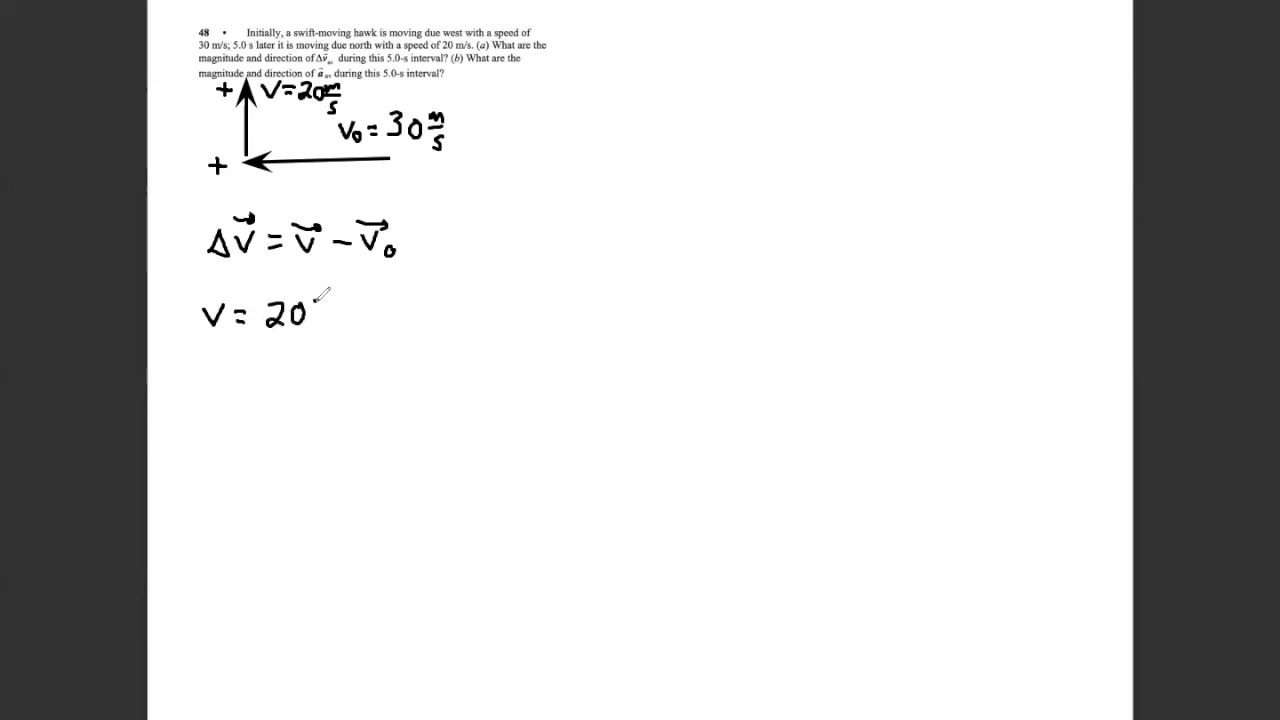 48 • Initially, a swift-moving hawk is moving due west with a speed of
30 m/s; 5.0 s later it is moving due north with a speed of 20 m/s. (a) What are the
magnitude and direction of Δv⃗ₐᵥ during this 5.0-s interval? (b) What are the
magnitude and direction of a⃗ₐᵥ during this 5.0-s interval?
+ V=20 m/s
V₀ = 30 m/s
+
ΔV⃗ = V⃗ − V⃗₀
V = 20